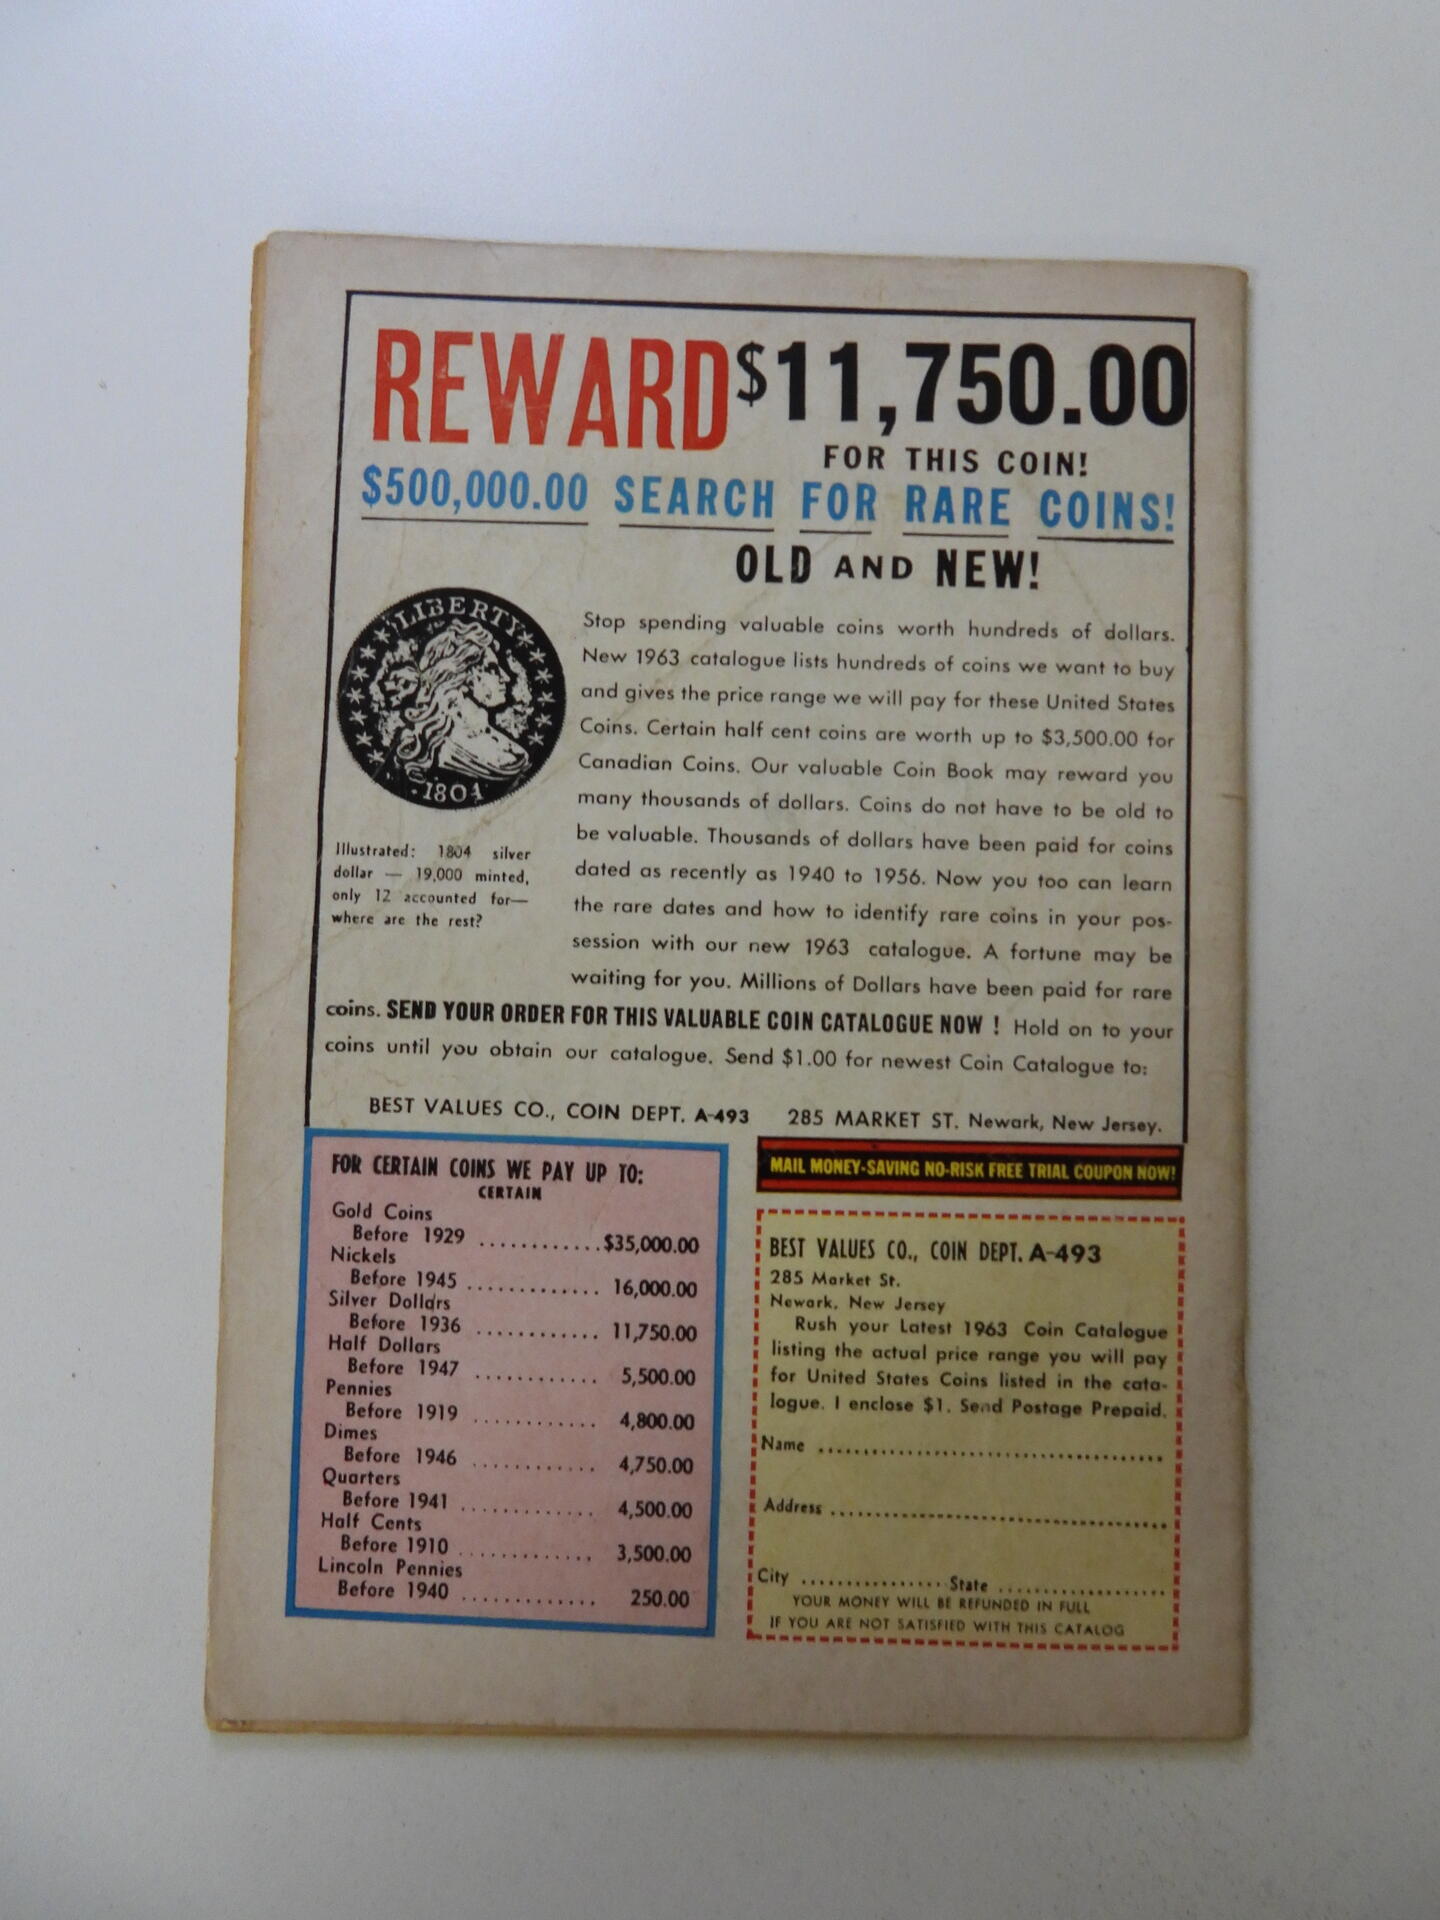 REWARD $11,750.00
FOR THIS COIN!
$500,000.00 SEARCH FOR RARE COINS!
OLD AND NEW!
LIBERTY
1804
Illustrated: 1804 silver
dollar — 19,000 minted,
only 12 accounted for—
where are the rest?
Stop spending valuable coins worth hundreds of dollars.
New 1963 catalogue lists hundreds of coins we want to buy
and gives the price range we will pay for these United States
Coins. Certain half cent coins are worth up to $3,500.00 for
Canadian Coins. Our valuable Coin Book may reward you
many thousands of dollars. Coins do not have to be old to
be valuable. Thousands of dollars have been paid for coins
dated as recently as 1940 to 1956. Now you too can learn
the rare dates and how to identify rare coins in your pos-
session with our new 1963 catalogue. A fortune may be
waiting for you. Millions of Dollars have been paid for rare
coins. SEND YOUR ORDER FOR THIS VALUABLE COIN CATALOGUE NOW ! Hold on to your
coins until you obtain our catalogue. Send $1.00 for newest Coin Catalogue to:
BEST VALUES CO., COIN DEPT. A-493 285 MARKET ST. Newark, New Jersey.
FOR CERTAIN COINS WE PAY UP TO:
CERTAIN
Gold Coins
Before 1929 ............$35,000.00
Nickels
Before 1945 ............. 16,000.00
Silver Dollars
Before 1936 ............ 11,750.00
Half Dollars
Before 1947 ............ 5,500.00
Pennies
Before 1919 ............ 4,800.00
Dimes
Before 1946 ............ 4,750.00
Quarters
Before 1941 ............. 4,500.00
Half Cents
Before 1910 ............. 3,500.00
Lincoln Pennies
Before 1940 ............. 250.00
MAIL MONEY-SAVING NO-RISK FREE TRIAL COUPON NOW!
BEST VALUES CO., COIN DEPT. A-493
285 Market St.
Newark, New Jersey
Rush your Latest 1963 Coin Catalogue
listing the actual price range you will pay
for United States Coins listed in the cata-
logue. I enclose $1. Send Postage Prepaid.
Name ........................................
Address ........................................
City ................ State ....................
YOUR MONEY WILL BE REFUNDED IN FULL
IF YOU ARE NOT SATISFIED WITH THIS CATALOG